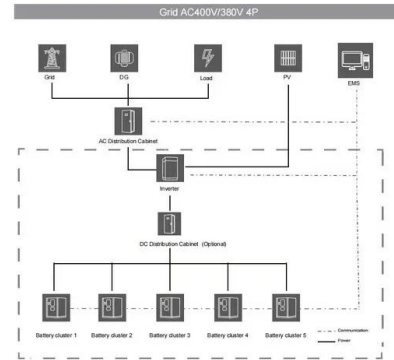 Grid AC400V/380V 4P
Grid
DG
Load
PV
EMS
AC Distribution Cabinet
Inverter
DC Distribution Cabinet (Optional)
Battery cluster 1
Battery cluster 2
Battery cluster 3
Battery cluster 4
Battery cluster 5
Communication
Power